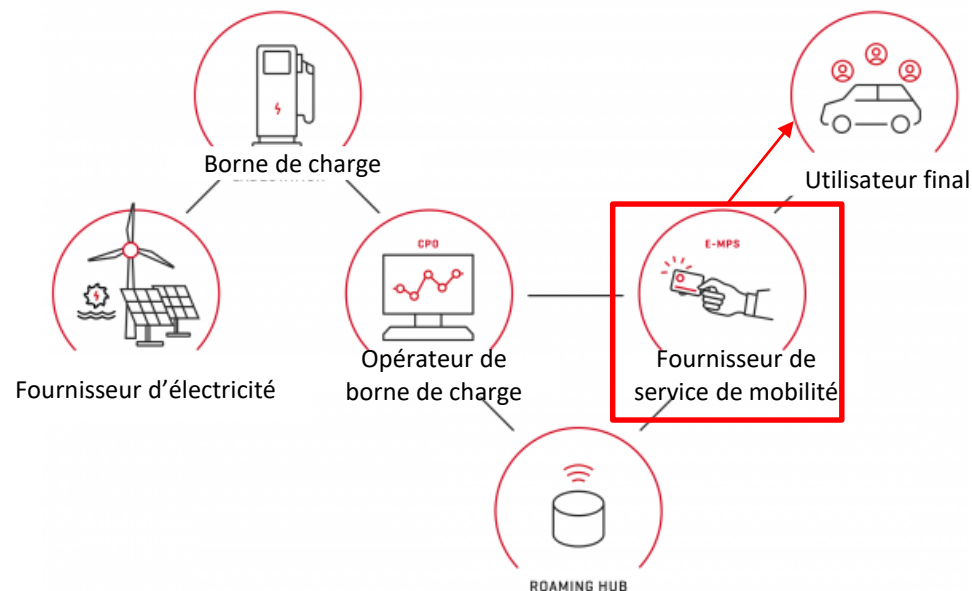 Borne de charge
Utilisateur final
CPO
E-MPS
Fournisseur d'électricité
Opérateur de
borne de charge
Fournisseur de
service de mobilité
ROAMING HUB